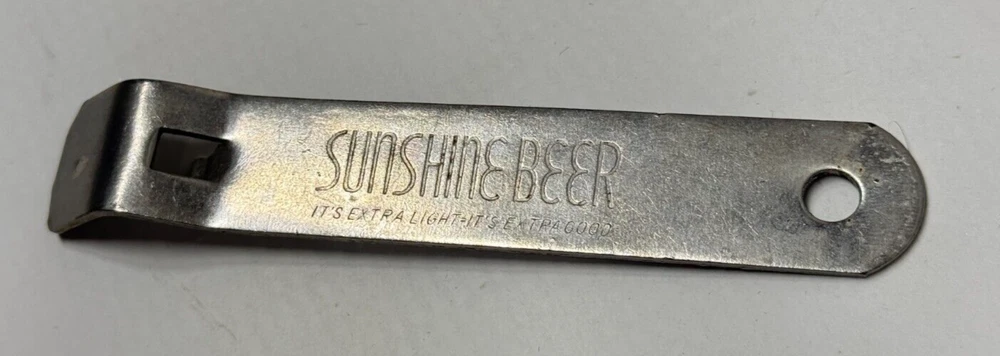 SUNSHINE BEER
IT'S EXTRA LIGHT-IT'S EXTRA GOOD